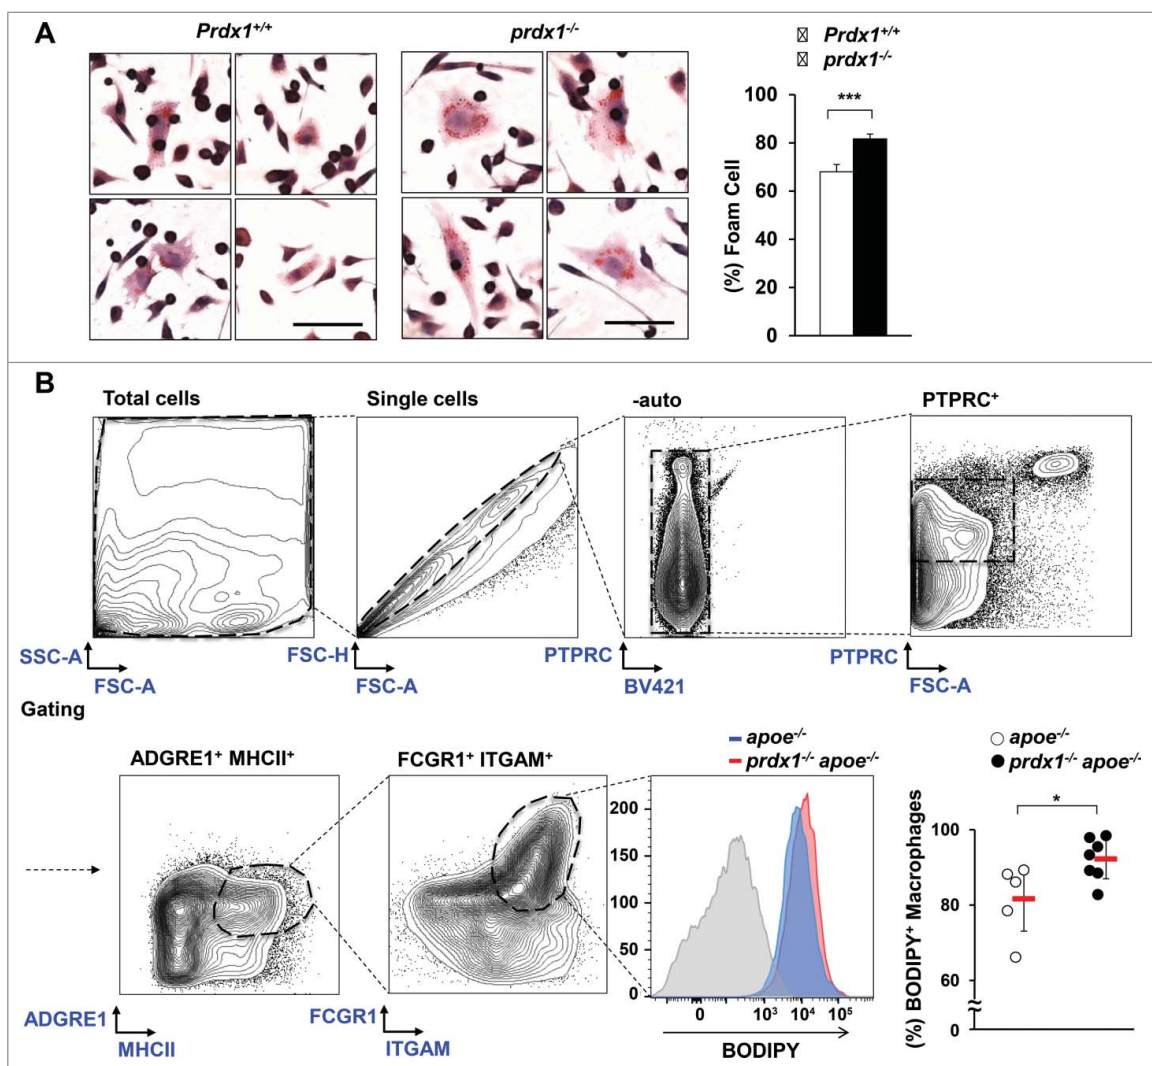 A
Prdx1+/+
prdx1-/-
☒ Prdx1+/+
☒ prdx1-/-
(%) Foam Cell
100
80
60
40
20
0
***
B
Total cells
Single cells
-auto
PTPRC+
SSC-A
FSC-A
FSC-H
FSC-A
PTPRC
BV421
PTPRC
FSC-A
Gating
ADGRE1+ MHCII+
FCGR1+ ITGAM+
apoe-/-
prdx1-/- apoe-/-
apoe-/-
prdx1-/- apoe-/-
ADGRE1
MHCII
FCGR1
ITGAM
200
150
100
50
0
0
10³
10⁴
10⁵
BODIPY
(%) BODIPY+ Macrophages
100
80
60
0
*